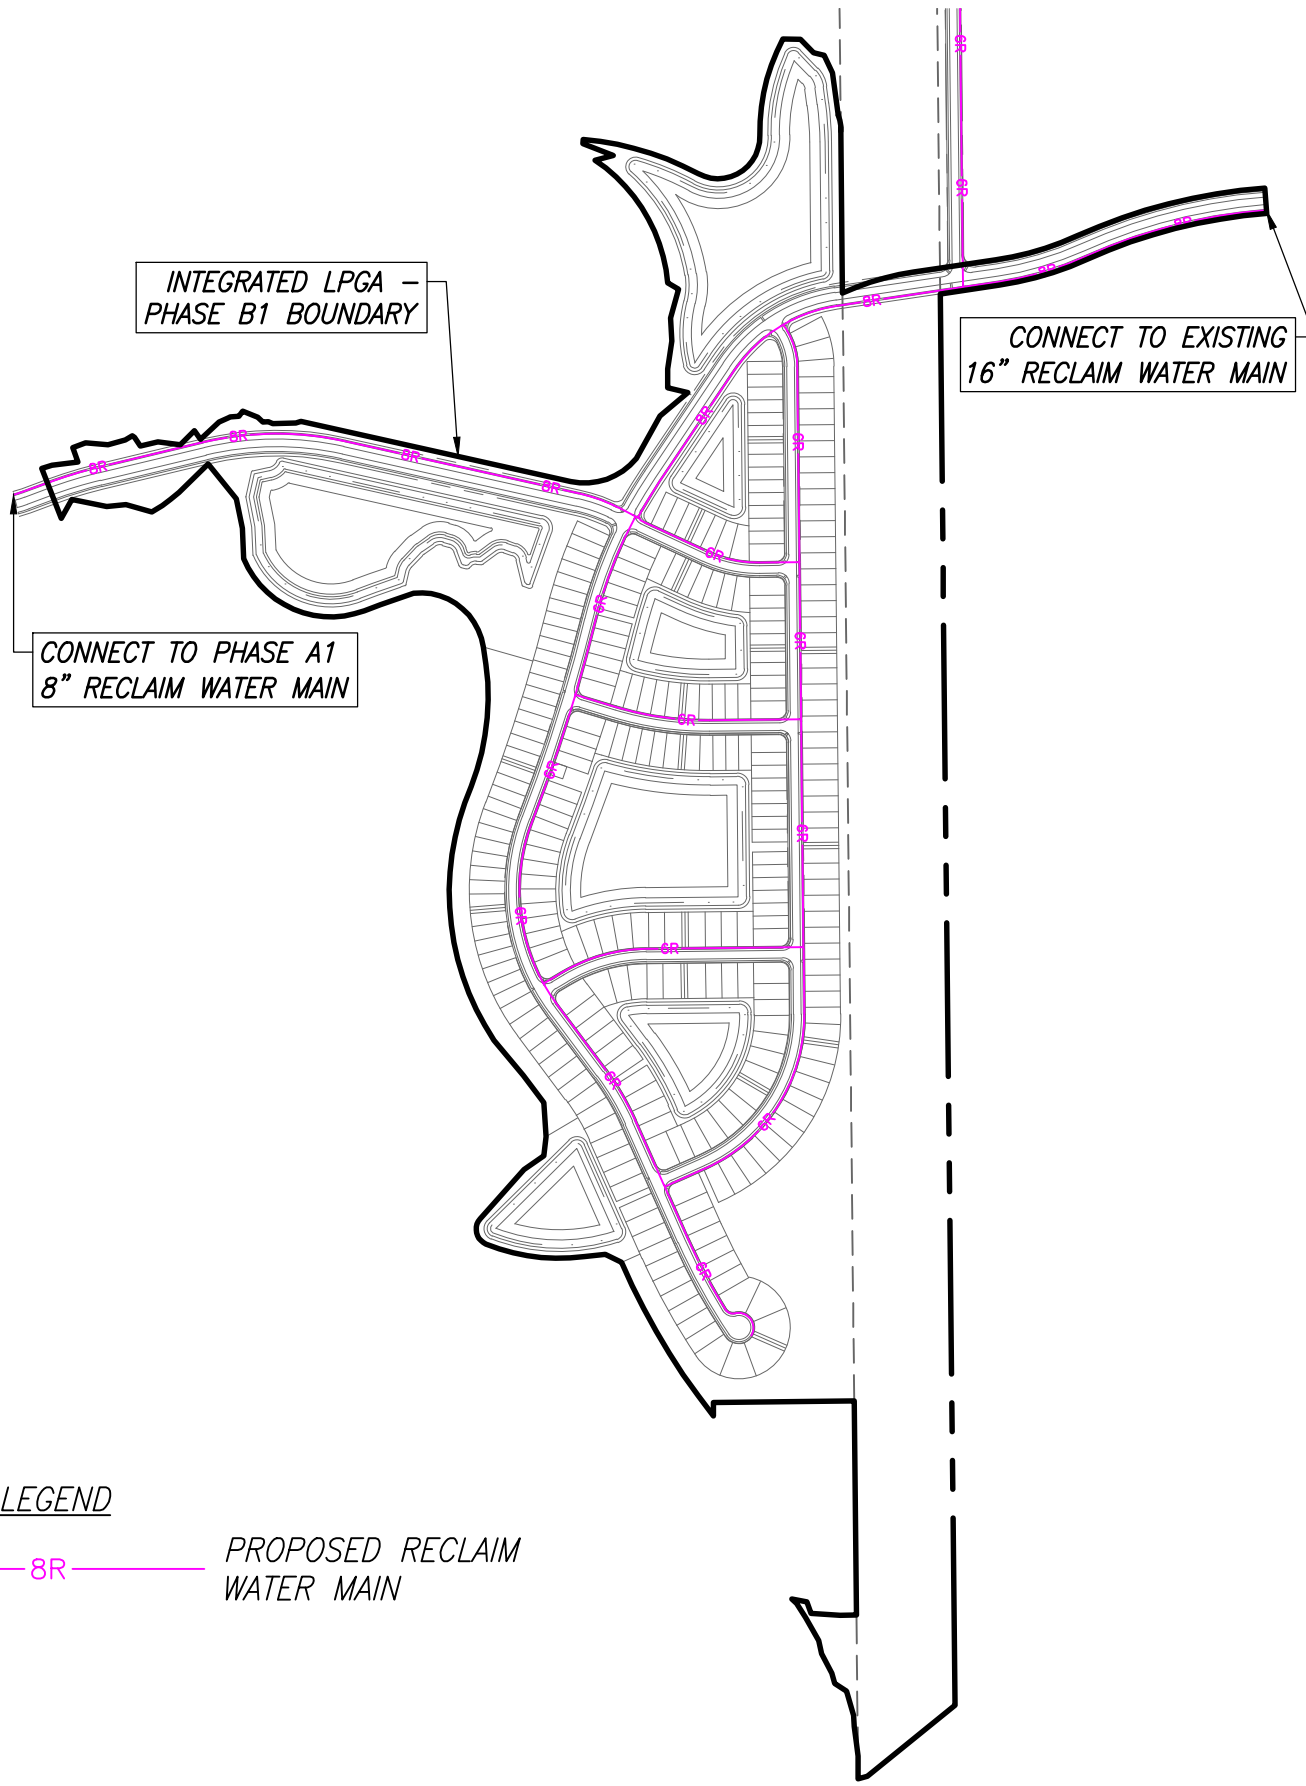 6R
6R
8R
8R
8R
INTEGRATED LPGA –
PHASE B1 BOUNDARY
CONNECT TO EXISTING
16” RECLAIM WATER MAIN
8R
8R
8R
8R
8R
6R
6R
6R
6R
CONNECT TO PHASE A1
8” RECLAIM WATER MAIN
6R
6R
6R
6R
6R
6R
6R
6R
6R
LEGEND
8R
PROPOSED RECLAIM
WATER MAIN